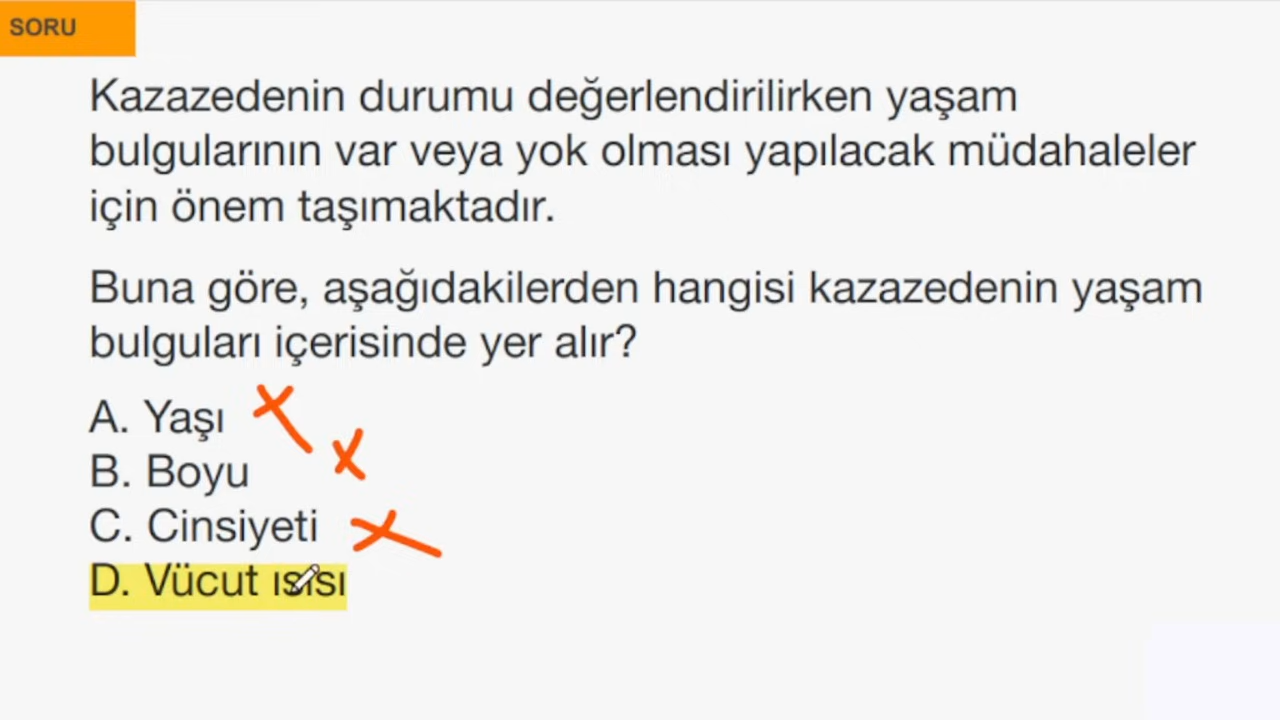 SORU
Kazazedenin durumu değerlendirilirken yaşam
bulgularının var veya yok olması yapılacak müdahaleler
için önem taşımaktadır.
Buna göre, aşağıdakilerden hangisi kazazedenin yaşam
bulguları içerisinde yer alır?
A. Yaşı
B. Boyu
C. Cinsiyeti
D. Vücut ısısı